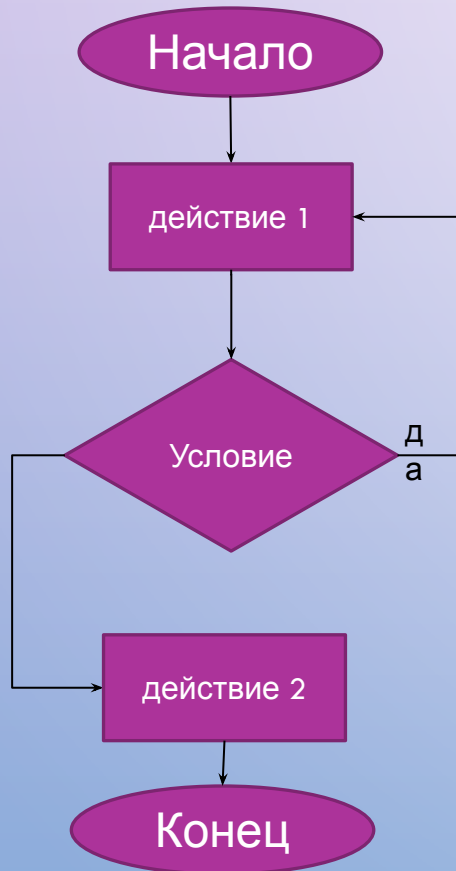 Начало
действие 1
Условие
д
а
действие 2
Конец